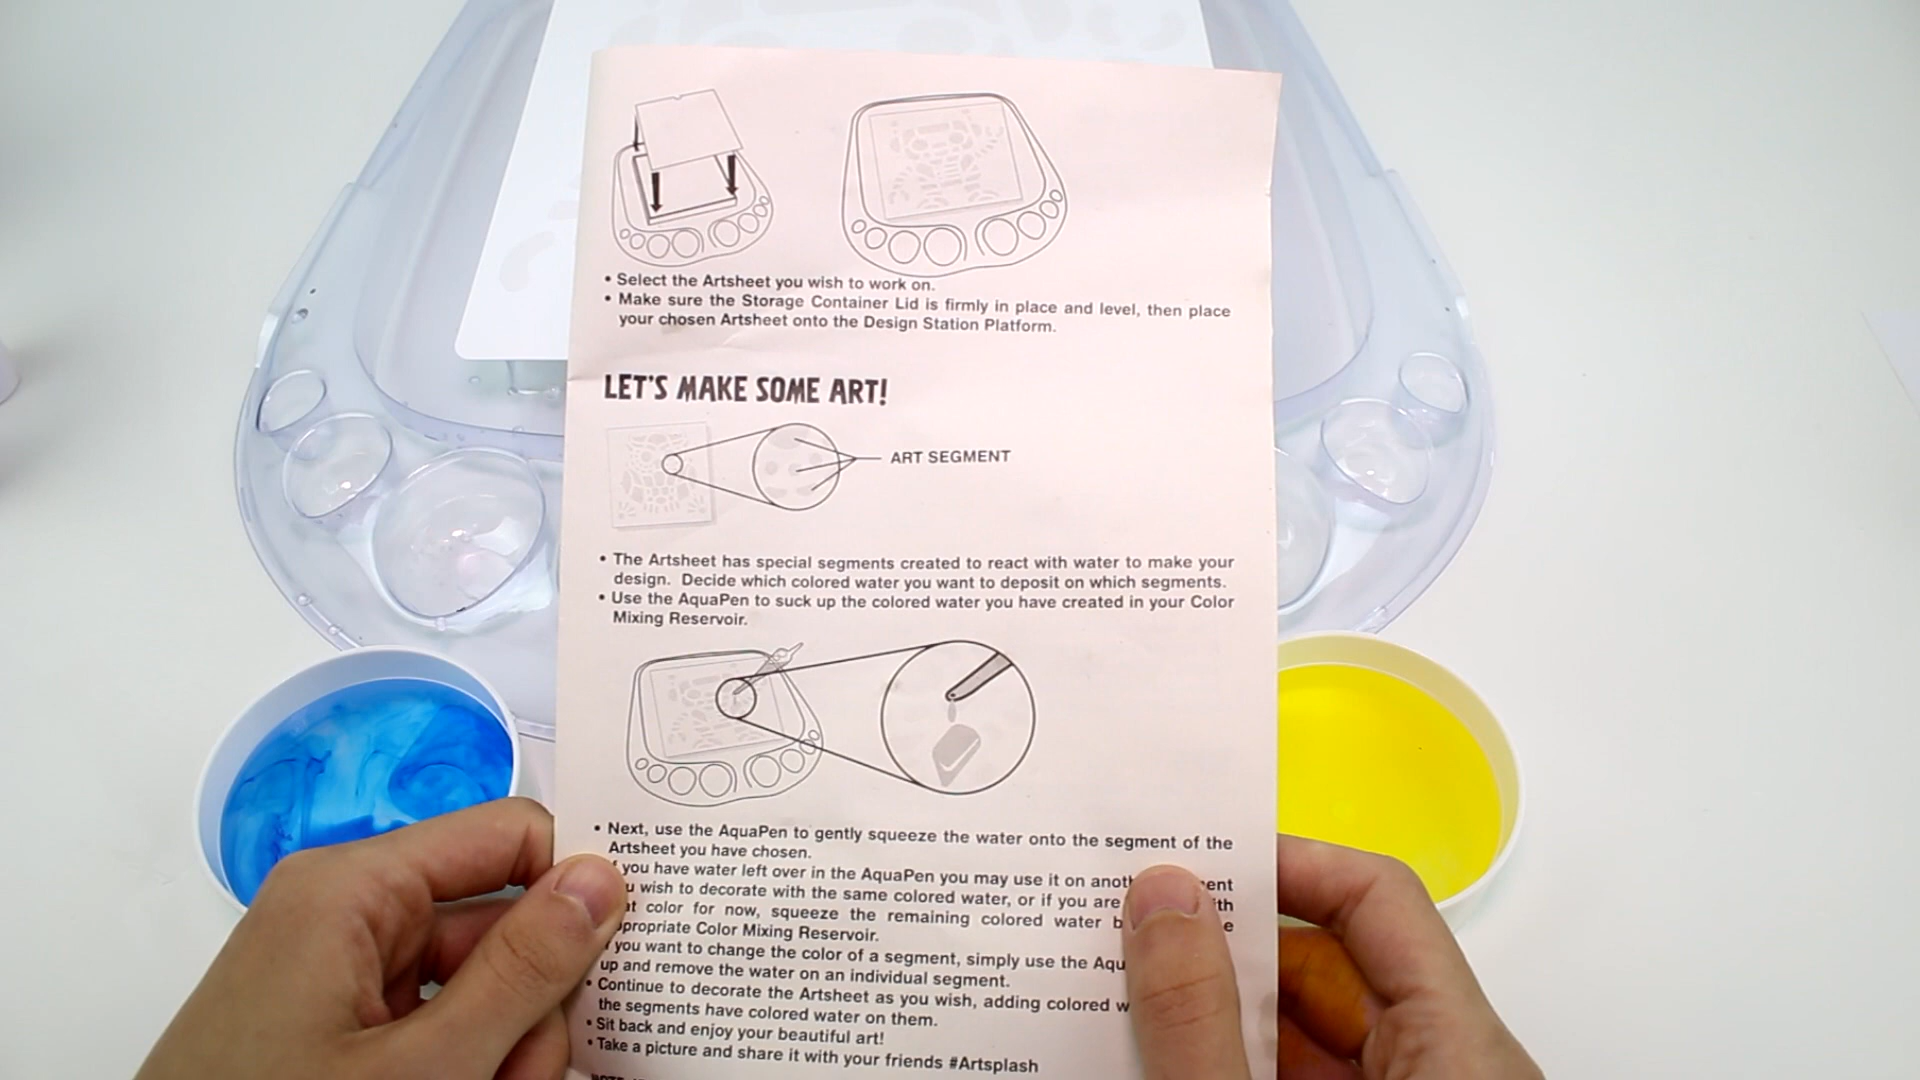 • Select the Artsheet you wish to work on.
• Make sure the Storage Container Lid is firmly in place and level, then place
your chosen Artsheet onto the Design Station Platform.
LET'S MAKE SOME ART!
ART SEGMENT
• The Artsheet has special segments created to react with water to make your
design. Decide which colored water you want to deposit on which segments.
• Use the AquaPen to suck up the colored water you have created in your Color
Mixing Reservoir.
• Next, use the AquaPen to gently squeeze the water onto the segment of the
Artsheet you have chosen.
you have water left over in the AquaPen you may use it on
wish to decorate with the same colored water, or if you are
color for now, squeeze the remaining colored water
Color Mixing Reservoir.
you want to change the color of a segment, simply use the
up and remove the water on an individual segment.
• Continue to decorate the Artsheet as you wish, adding colored
the segments have colored water on them.
• Sit back and enjoy your beautiful art!
• Take a picture and share it with your friends #Artsplash